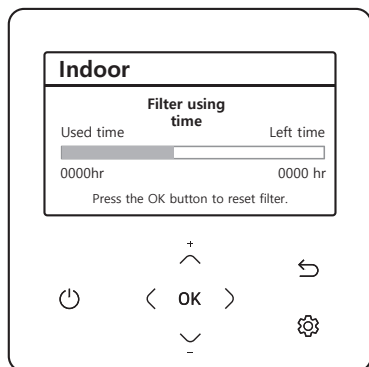 Indoor
Filter using
time
Used time Left time
0000hr 0000 hr
Press the OK button to reset filter.
+
OK
-